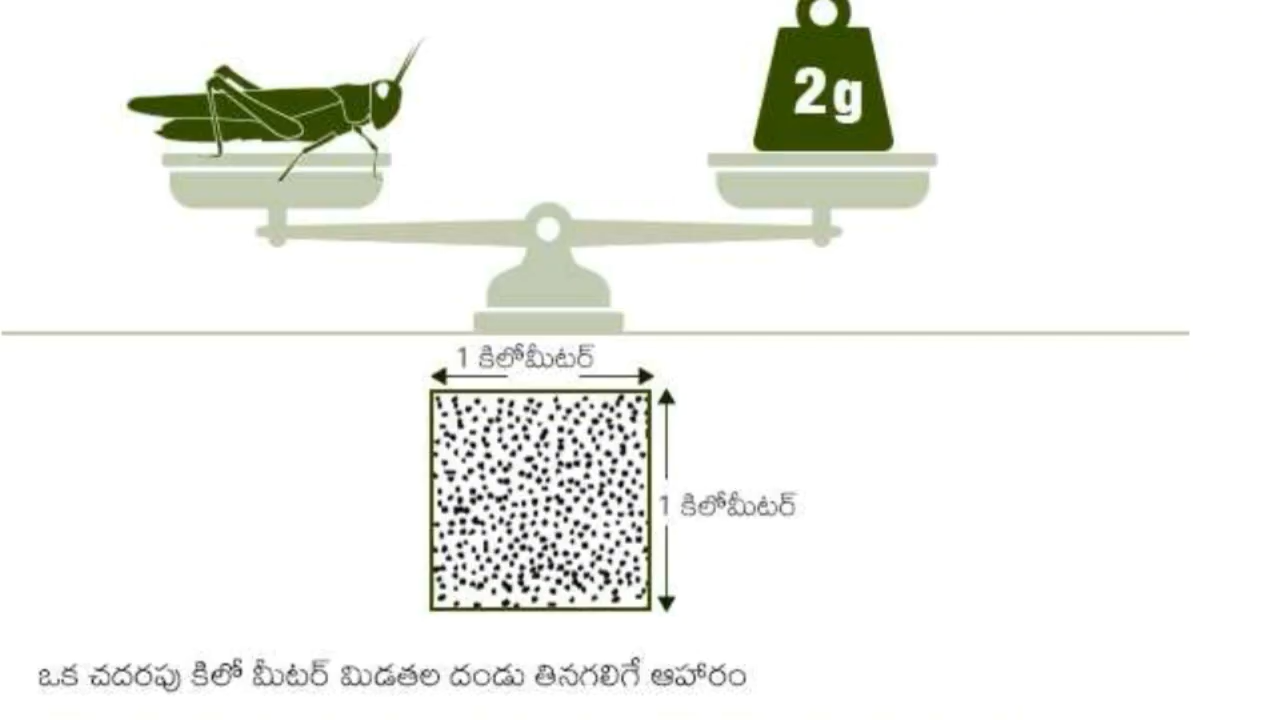 2g
1 కిలోమీటర్
1 కిలోమీటర్
ఒక చదరపు కిలో మీటర్ మిడతల దండు తినగలిగే ఆహారం